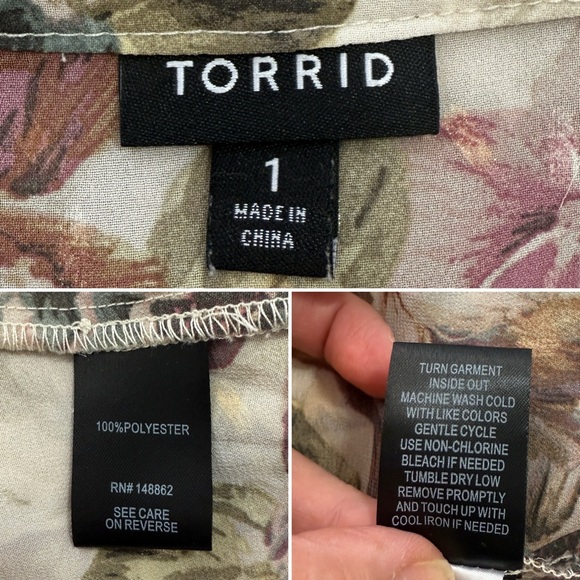 TORRID
1
MADE IN
CHINA
100%POLYESTER
RN# 148862
SEE CARE
ON REVERSE
TURN GARMENT
INSIDE OUT
MACHINE WASH COLD
WITH LIKE COLORS
GENTLE CYCLE
USE NON-CHLORINE
BLEACH IF NEEDED
TUMBLE DRY LOW
REMOVE PROMPTLY
AND TOUCH UP WITH
COOL IRON IF NEEDED